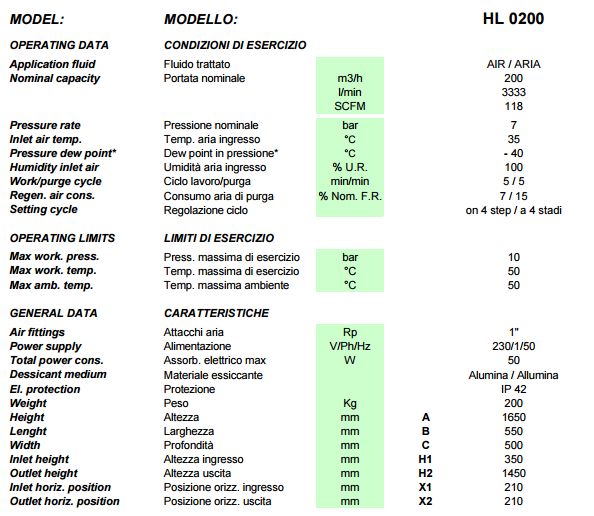 MODEL: MODELLO: HL 0200
OPERATING DATA CONDIZIONI DI ESERCIZIO
Application fluid Fluido trattato AIR / ARIA
Nominal capacity Portata nominale m3/h 200
l/min 3333
SCFM 118
Pressure rate Pressione nominale bar 7
Inlet air temp. Temp. aria ingresso °C 35
Pressure dew point* Dew point in pressione* °C - 40
Humidity inlet air Umidità aria ingresso % U.R. 100
Work/purge cycle Ciclo lavoro/purga min/min 5 / 5
Regen. air cons. Consumo aria di purga % Nom. F.R. 7 / 15
Setting cycle Regolazione ciclo on 4 step / a 4 stadi
OPERATING LIMITS LIMITI DI ESERCIZIO
Max work. press. Press. massima di esercizio bar 10
Max work. temp. Temp. massima di esercizio °C 50
Max amb. temp. Temp. massima ambiente °C 50
GENERAL DATA CARATTERISTICHE
Air fittings Attacchi aria Rp 1"
Power supply Alimentazione V/Ph/Hz 230/1/50
Total power cons. Assorb. elettrico max W 50
Dessicant medium Materiale essiccante Alumina / Allumina
El. protection Protezione IP 42
Weight Peso Kg 200
Height Altezza mm A 1650
Lenght Larghezza mm B 550
Width Profondità mm C 500
Inlet height Altezza ingresso mm H1 350
Outlet height Altezza uscita mm H2 1450
Inlet horiz. position Posizione orizz. ingresso mm X1 210
Outlet horiz. position Posizione orizz. uscita mm X2 210